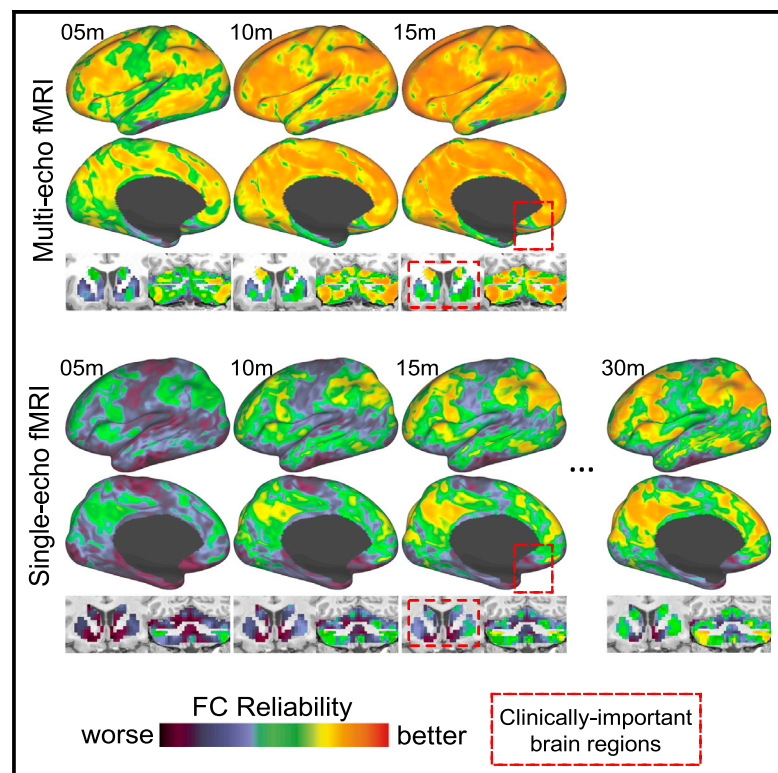 Multi-echo fMRI
05m
10m
15m
Single-echo fMRI
05m
10m
15m
...
30m
FC Reliability
worse
better
Clinically-important
brain regions